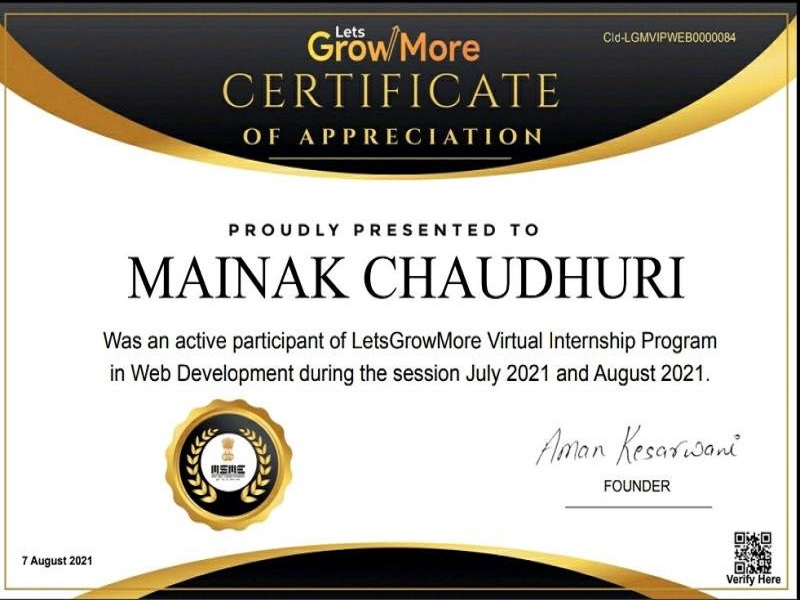 Lets
GrowMore
CId-LGMVIPWEB0000084
CERTIFICATE
OF APPRECIATION
PROUDLY PRESENTED TO
MAINAK CHAUDHURI
Was an active participant of LetsGrowMore Virtual Internship Program
in Web Development during the session July 2021 and August 2021.
MSME
Aman Kesarwani
FOUNDER
7 August 2021
Verify Here